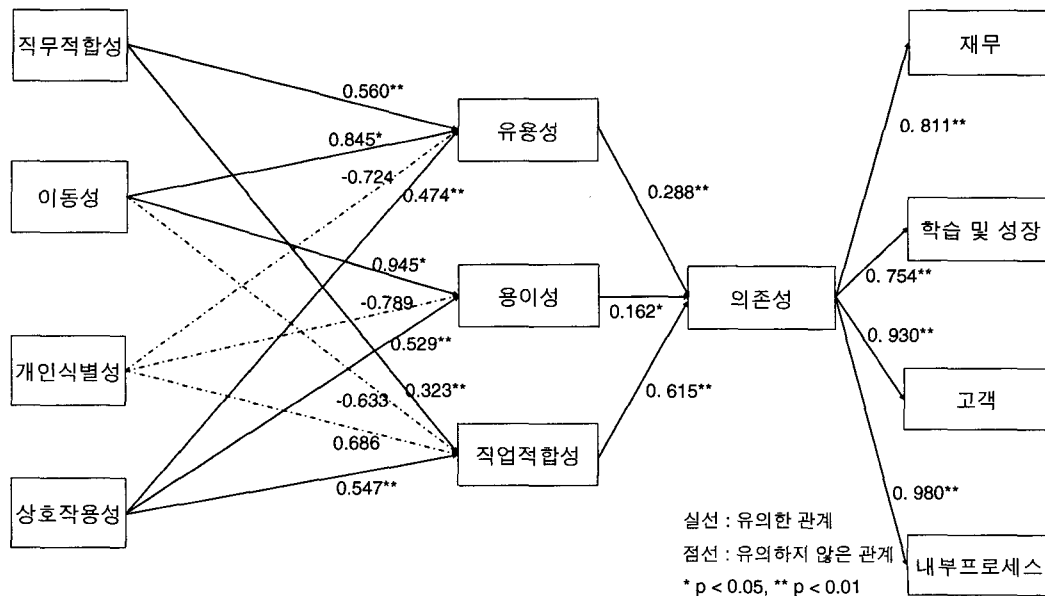 직무적합성
재무
0.560**
유용성
0. 811**
0.845*
이동성
-0.724
0.474**
0.288**
학습 및 성장
0.945*
0. 754**
용이성
의존성
-0.789
0.162*
0.529**
0. 930**
개인식별성
고객
-0.633
0.323**
0.615**
0.686
직업적합성
0.547**
0. 980**
상호작용성
실선 : 유의한 관계
점선 : 유의하지 않은 관계
내부프로세스
* p < 0.05, ** p < 0.01